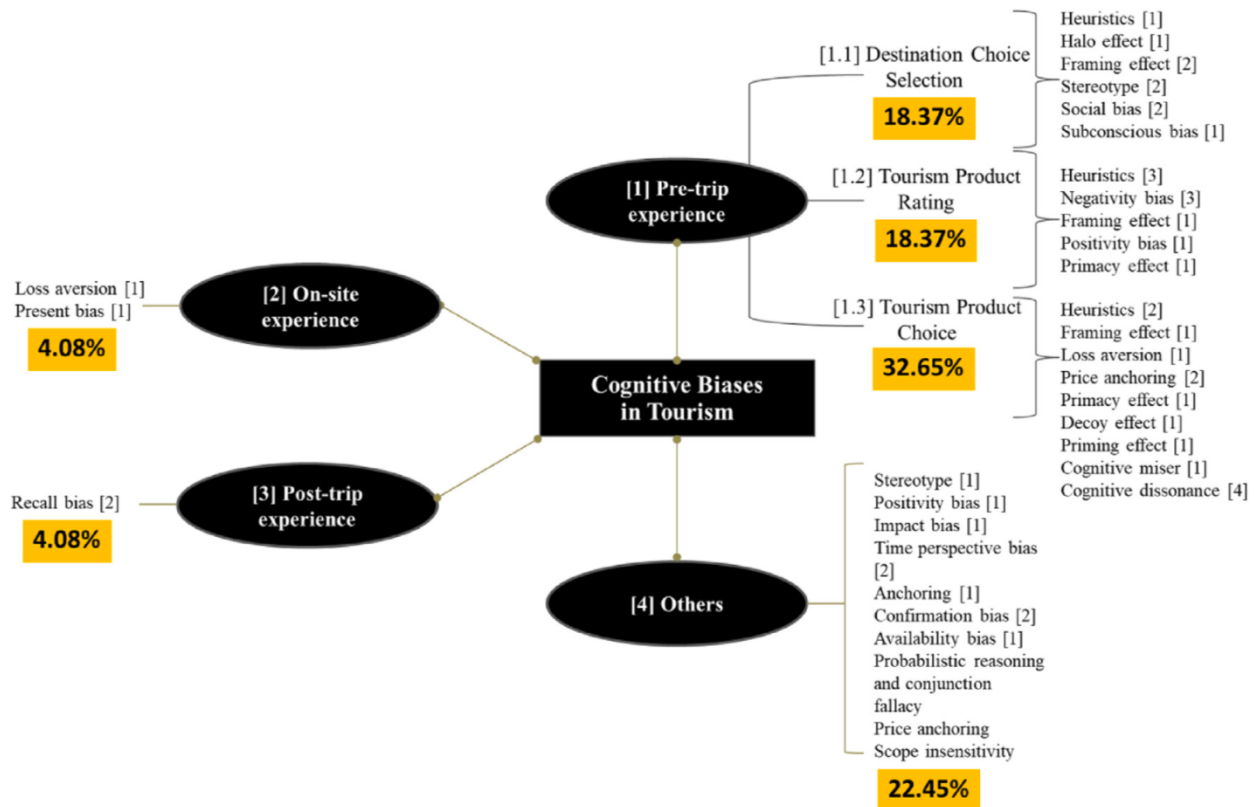 Cognitive Biases
in Tourism
[1] Pre-trip
experience
[1.1] Destination Choice
Selection
18.37%
Heuristics [1]
Halo effect [1]
Framing effect [2]
Stereotype [2]
Social bias [2]
Subconscious bias [1]
[1.2] Tourism Product
Rating
18.37%
Heuristics [3]
Negativity bias [3]
Framing effect [1]
Positivity bias [1]
Primacy effect [1]
[1.3] Tourism Product
Choice
32.65%
Heuristics [2]
Framing effect [1]
Loss aversion [1]
Price anchoring [2]
Primacy effect [1]
Decoy effect [1]
Priming effect [1]
Cognitive miser [1]
Cognitive dissonance [4]
[2] On-site
experience
Loss aversion [1]
Present bias [1]
4.08%
[3] Post-trip
experience
Recall bias [2]
4.08%
[4] Others
Stereotype [1]
Positivity bias [1]
Impact bias [1]
Time perspective bias
[2]
Anchoring [1]
Confirmation bias [2]
Availability bias [1]
Probabilistic reasoning
and conjunction
fallacy
Price anchoring
Scope insensitivity
22.45%